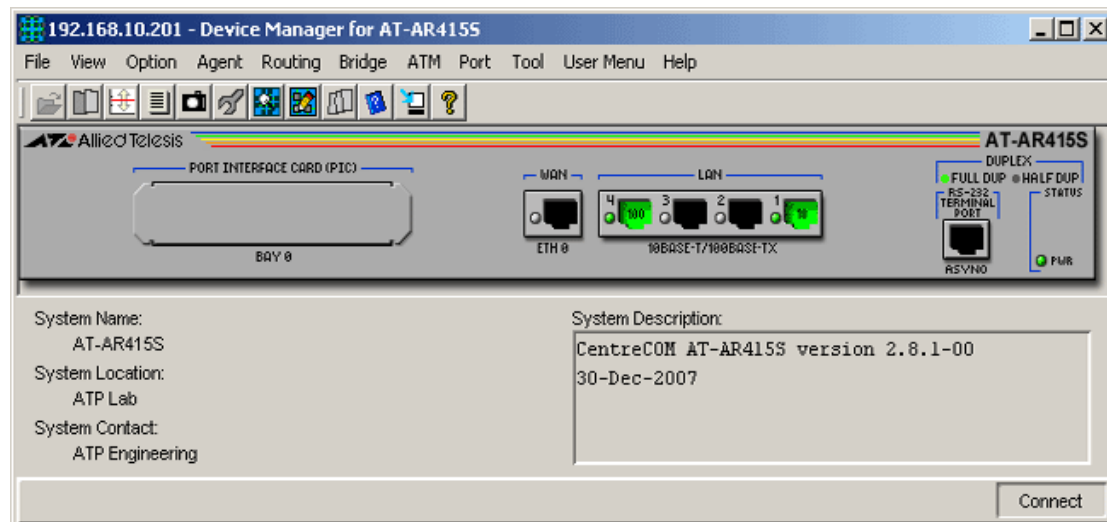 192.168.10.201 - Device Manager for AT-AR415S
File View Option Agent Routing Bridge ATM Port Tool User Menu Help
Allied Telesis
AT-AR415S
PORT INTERFACE CARD (PIC)
BAY 0
WAN
ETH 0
LAN
4 3 2 1
100 10
10BASE-T/100BASE-TX
DUPLEX
FULL DUP HALF DUP
RS-232
TERMINAL
PORT
ASYN0
STATUS
PWR
System Name:
AT-AR415S
System Location:
ATP Lab
System Contact:
ATP Engineering
System Description:
CentreCOM AT-AR415S version 2.8.1-00
30-Dec-2007
Connect